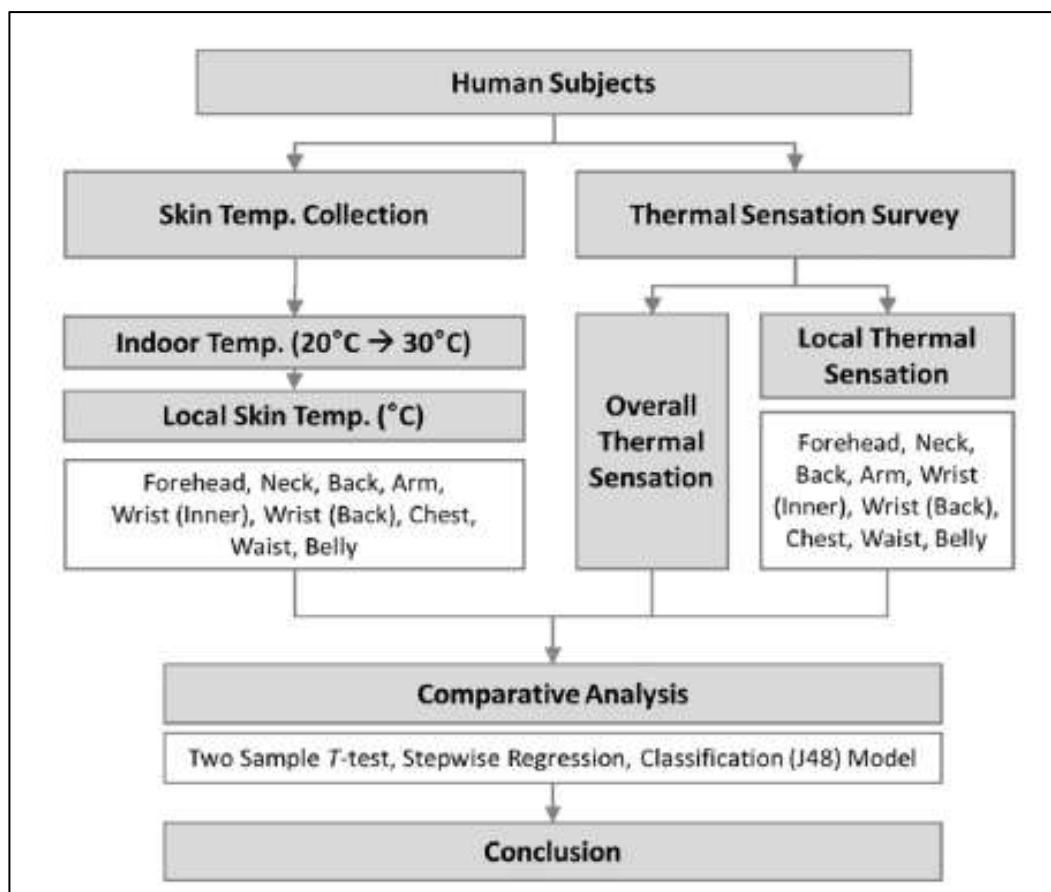 Human Subjects
Skin Temp. Collection
Thermal Sensation Survey
Indoor Temp. (20°C → 30°C)
Local Skin Temp. (°C)
Forehead, Neck, Back, Arm,
Wrist (Inner), Wrist (Back), Chest,
Waist, Belly
Overall
Thermal
Sensation
Local Thermal
Sensation
Forehead, Neck,
Back, Arm, Wrist
(Inner), Wrist (Back),
Chest, Waist, Belly
Comparative Analysis
Two Sample T-test, Stepwise Regression, Classification (J48) Model
Conclusion